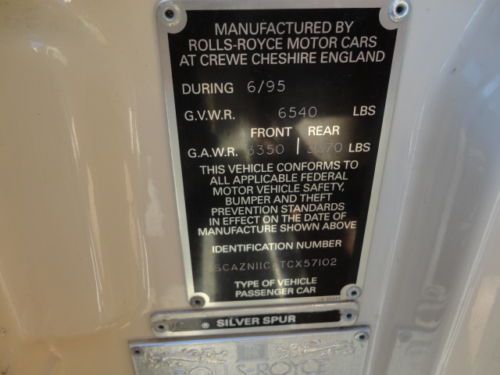 MANUFACTURED BY
ROLLS-ROYCE MOTOR CARS
AT CREWE CHESHIRE ENGLAND
DURING 6/95
G.V.W.R. 6540 LBS
FRONT REAR
G.A.W.R. 3350 LBS
THIS VEHICLE CONFORMS TO
ALL APPLICABLE FEDERAL
MOTOR VEHICLE SAFETY,
BUMPER AND THEFT
PREVENTION STANDARDS
IN EFFECT ON THE DATE OF
MANUFACTURE SHOWN ABOVE
IDENTIFICATION NUMBER
TYPE OF VEHICLE
PASSENGER CAR
® SILVER SPUR